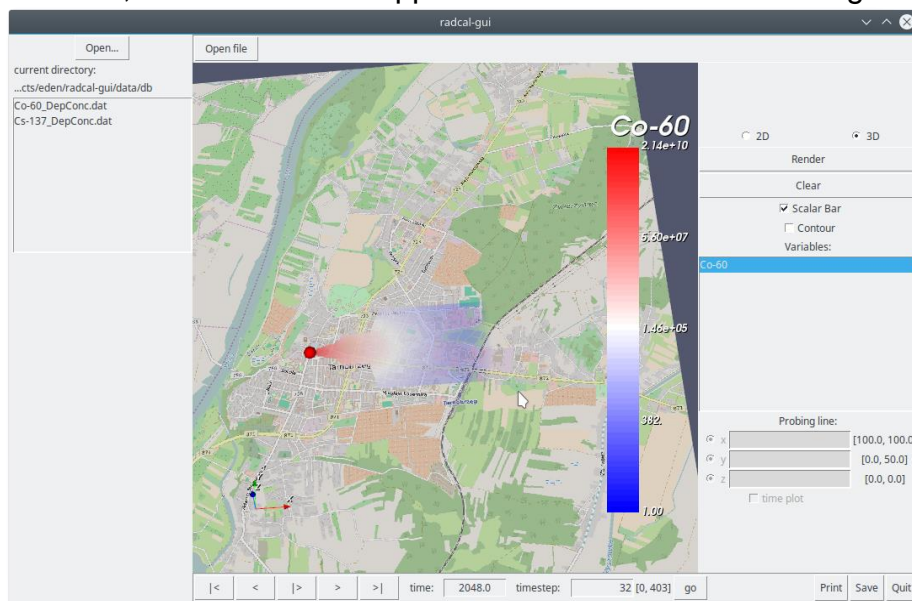 radcal-gui
Open...
Open file
current directory:
...cts/eden/radcal-gui/data/db
Co-60_DepConc.dat
Cs-137_DepConc.dat
Co-60
2.14e+10
5.60e+07
1.46e+05
382.
1.00
2D
3D
Render
Clear
Scalar Bar
Contour
Variables:
Co-60
Probing line:
x
[100.0, 100.0
y
[0.0, 50.0]
z
[0.0, 0.0]
time plot
|<
<
|>
>
>|
time:
2048.0
timestep:
32
[0, 403]
go
Print
Save
Quit